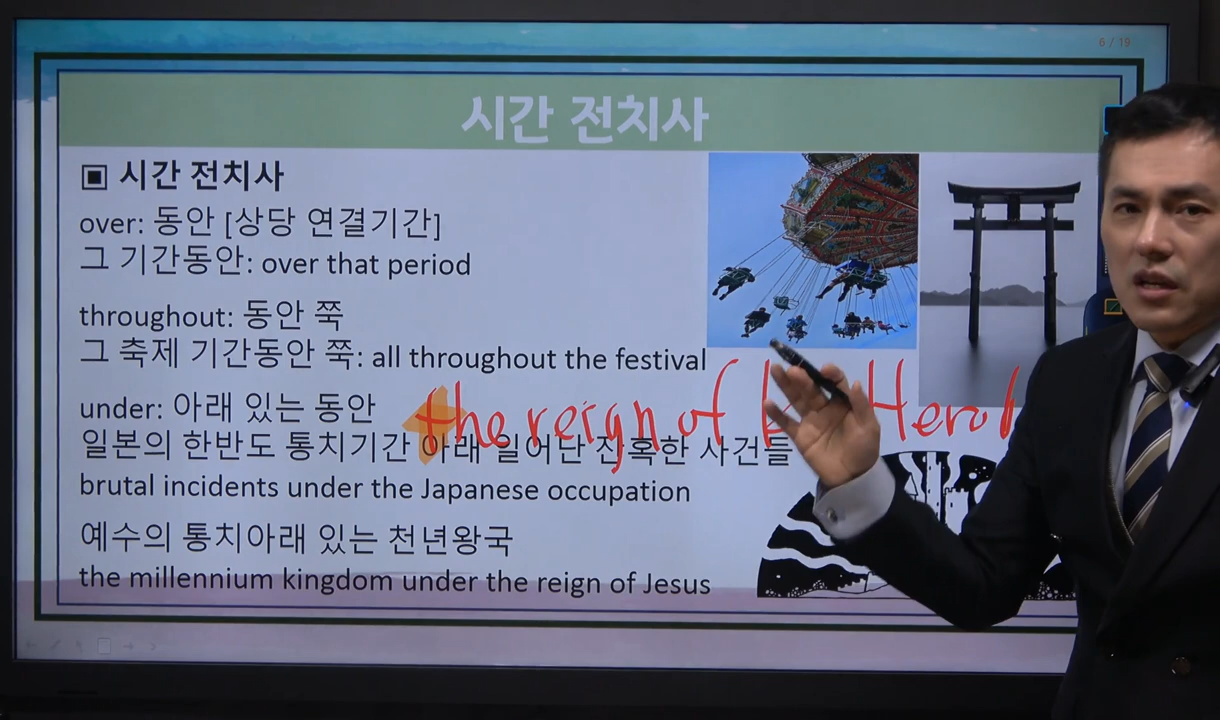 6 / 19
시간 전치사
▣ 시간 전치사
over: 동안 [상당 연결기간]
그 기간동안: over that period
throughout: 동안 쭉
그 축제 기간동안 쭉: all throughout the festival
under: 아래 있는 동안
the reign of
일본의 한반도 통치기간 아래 일어난 잔혹한 사건들
brutal incidents under the Japanese occupation
예수의 통치아래 있는 천년왕국
the millennium kingdom under the reign of Jesus